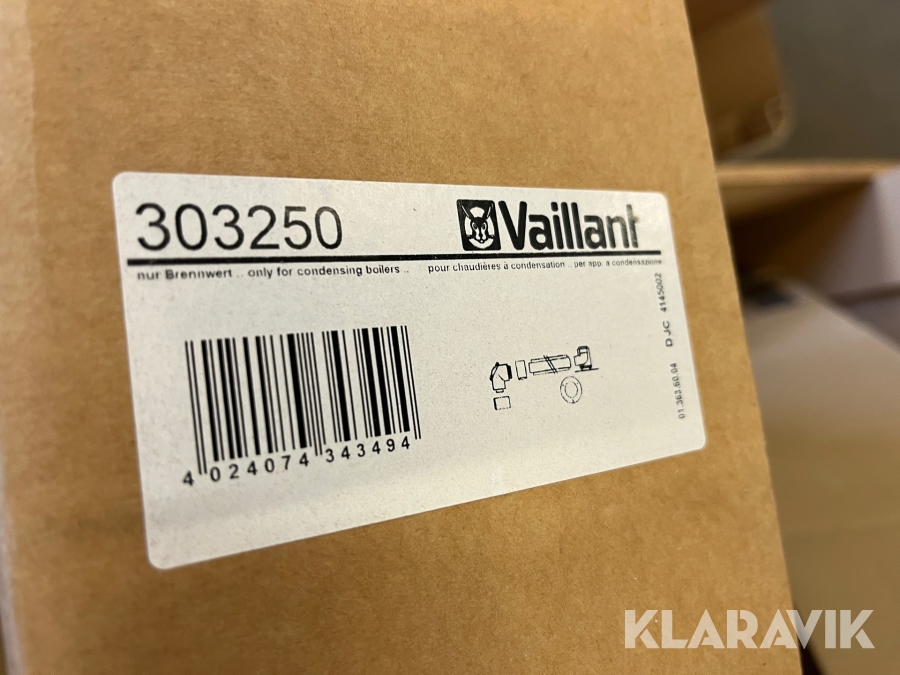 303250
Vaillant
nur Brennwert .. only for condensing boilers .. pour chaudières à condensation .. per app. a condensazione
4 024074 343494
01.363.60.04 D JC 4145002
KLARAVIK